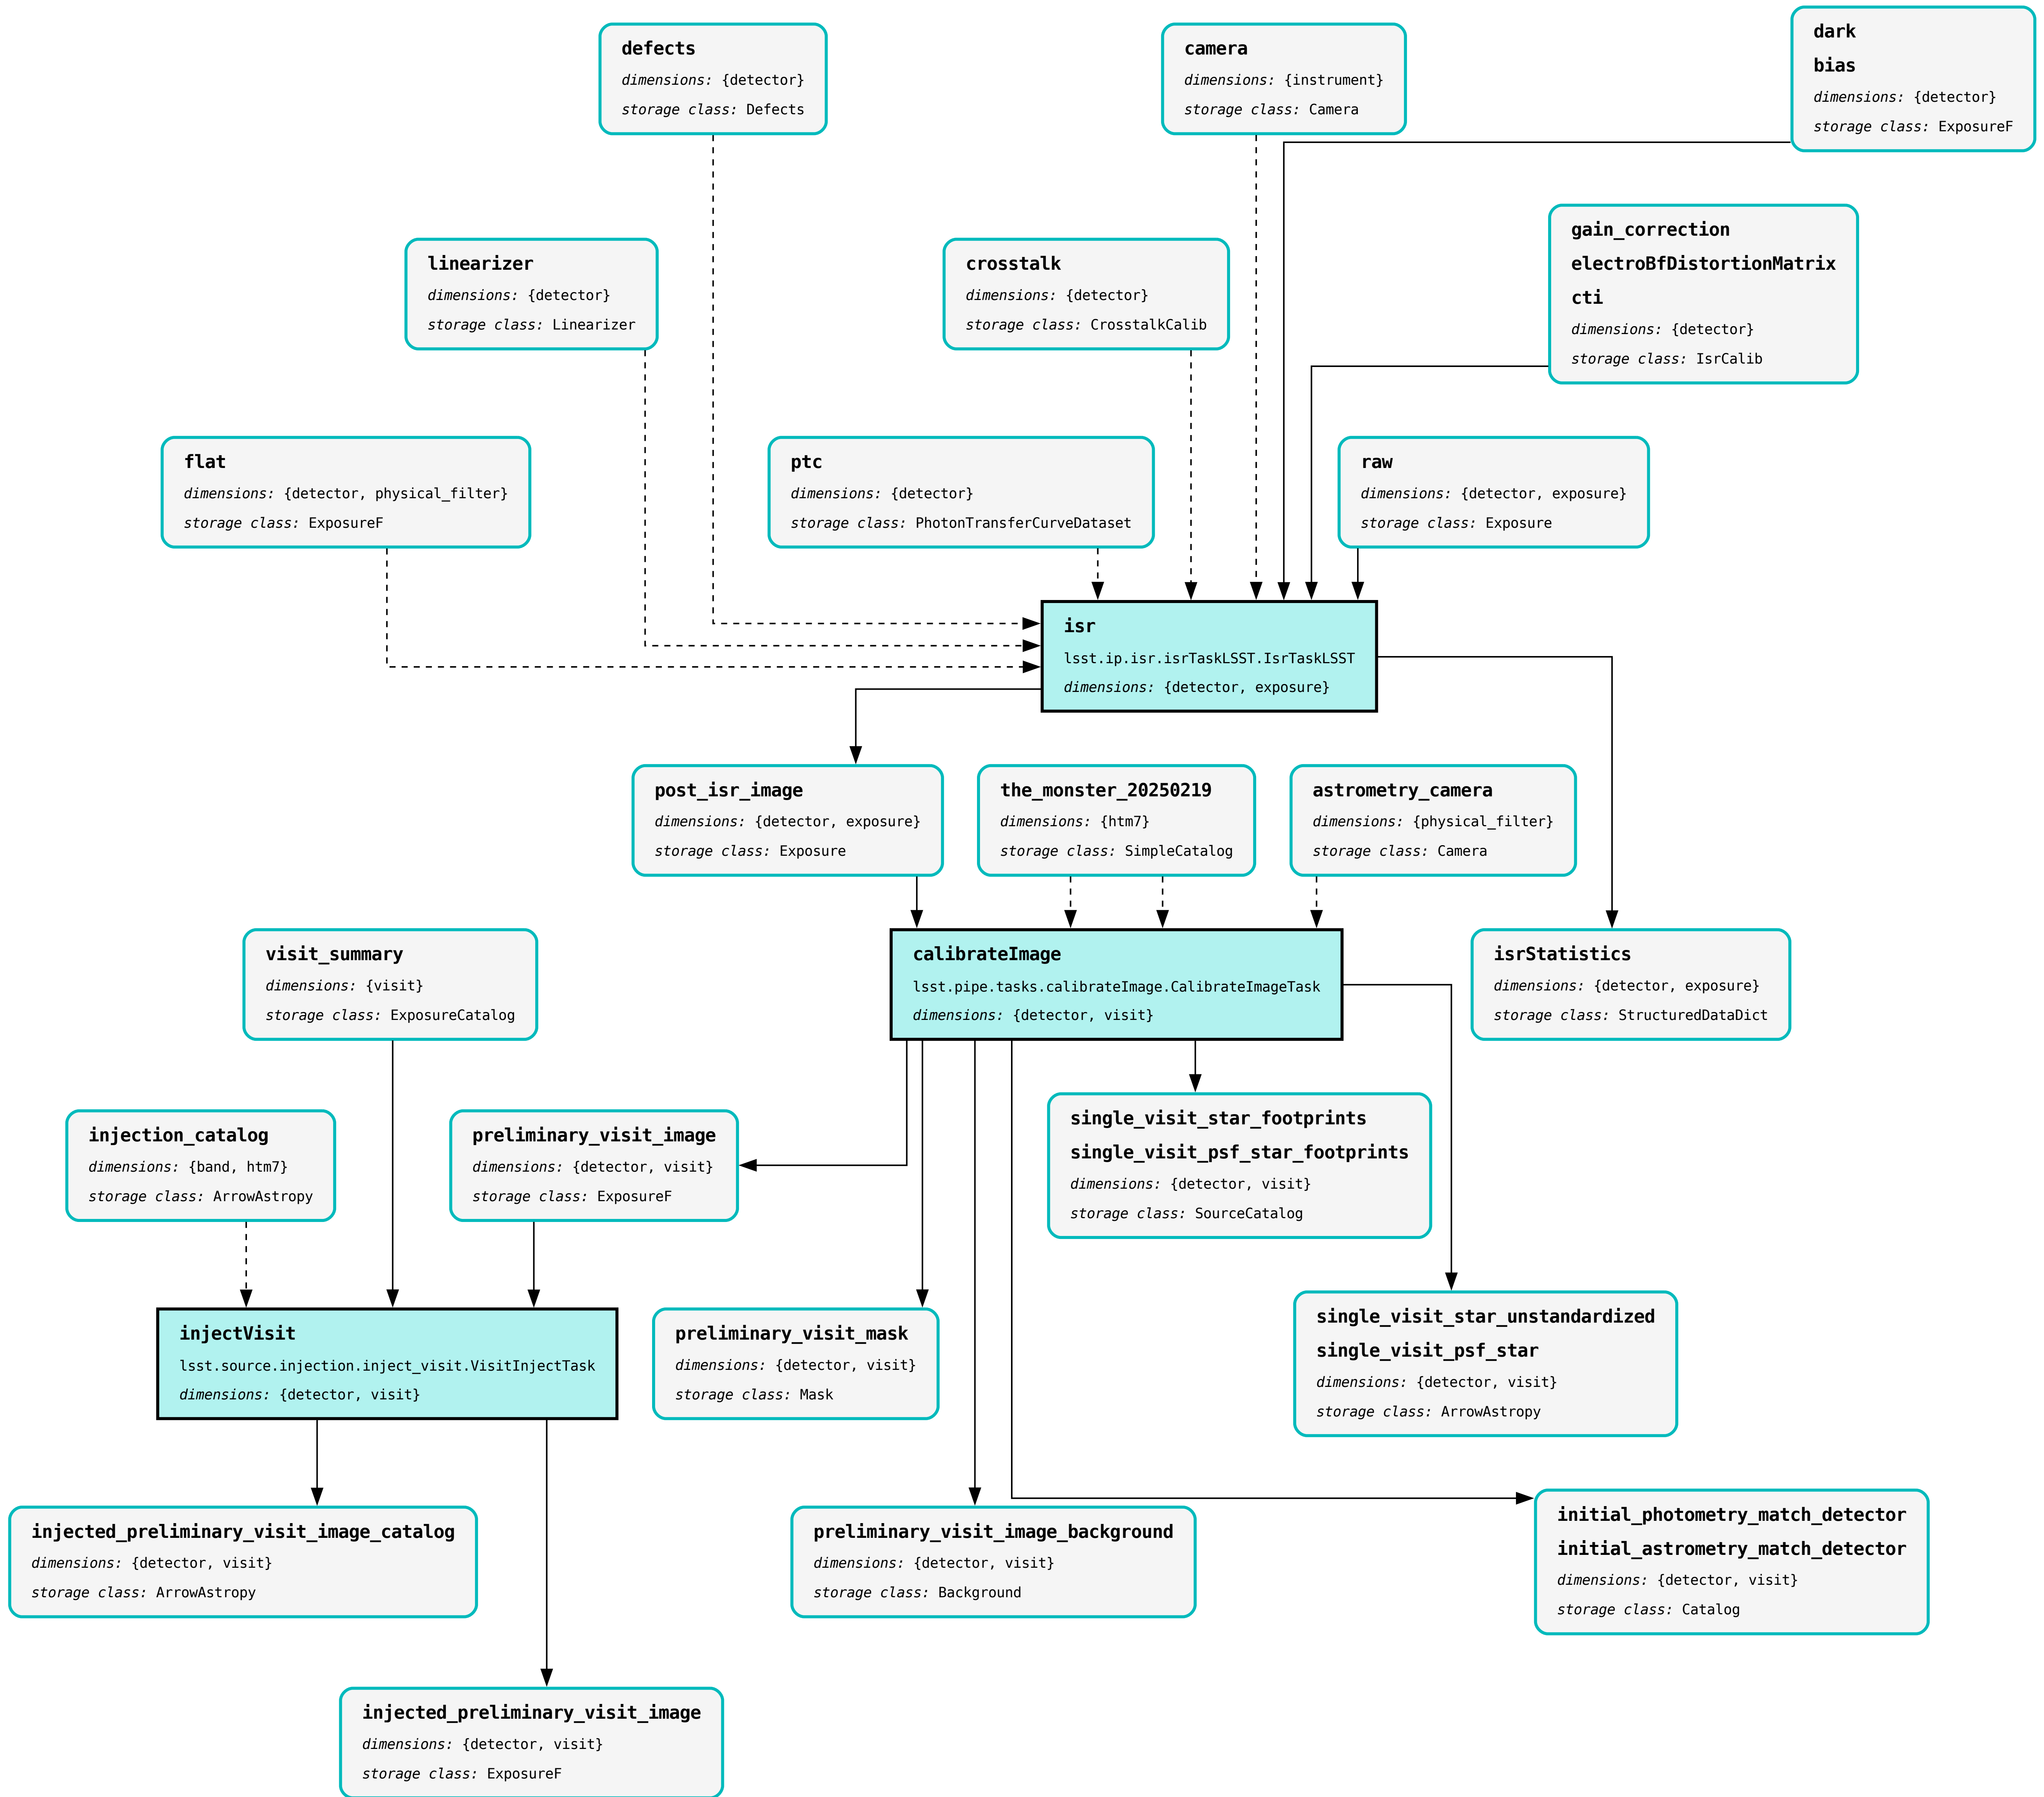 defects
dimensions: {detector}
storage class: Defects
camera
dimensions: {instrument}
storage class: Camera
dark
bias
dimensions: {detector}
storage class: ExposureF
linearizer
dimensions: {detector}
storage class: Linearizer
crosstalk
dimensions: {detector}
storage class: CrosstalkCalib
gain_correction
electroBfDistortionMatrix
cti
dimensions: {detector}
storage class: IsrCalib
flat
dimensions: {detector, physical_filter}
storage class: ExposureF
ptc
dimensions: {detector}
storage class: PhotonTransferCurveDataset
raw
dimensions: {detector, exposure}
storage class: Exposure
isr
lsst.ip.isr.isrTaskLSST.IsrTaskLSST
dimensions: {detector, exposure}
post_isr_image
dimensions: {detector, exposure}
storage class: Exposure
the_monster_20250219
dimensions: {htm7}
storage class: SimpleCatalog
astrometry_camera
dimensions: {physical_filter}
storage class: Camera
visit_summary
dimensions: {visit}
storage class: ExposureCatalog
calibrateImage
lsst.pipe.tasks.calibrateImage.CalibrateImageTask
dimensions: {detector, visit}
isrStatistics
dimensions: {detector, exposure}
storage class: StructuredDataDict
injection_catalog
dimensions: {band, htm7}
storage class: ArrowAstropy
preliminary_visit_image
dimensions: {detector, visit}
storage class: ExposureF
single_visit_star_footprints
single_visit_psf_star_footprints
dimensions: {detector, visit}
storage class: SourceCatalog
injectVisit
lsst.source.injection.inject_visit.VisitInjectTask
dimensions: {detector, visit}
preliminary_visit_mask
dimensions: {detector, visit}
storage class: Mask
single_visit_star_unstandardized
single_visit_psf_star
dimensions: {detector, visit}
storage class: ArrowAstropy
injected_preliminary_visit_image_catalog
dimensions: {detector, visit}
storage class: ArrowAstropy
preliminary_visit_image_background
dimensions: {detector, visit}
storage class: Background
initial_photometry_match_detector
initial_astrometry_match_detector
dimensions: {detector, visit}
storage class: Catalog
injected_preliminary_visit_image
dimensions: {detector, visit}
storage class: ExposureF